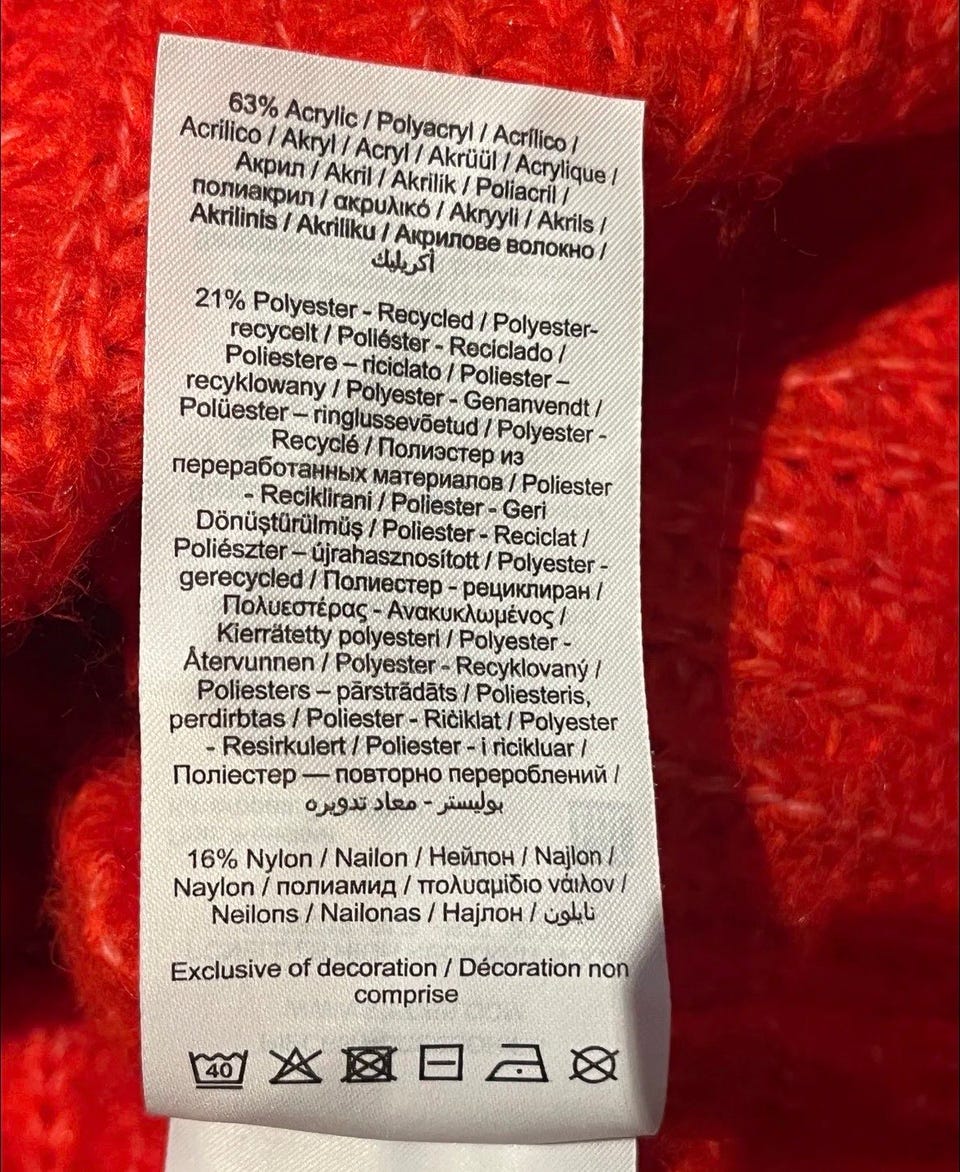 63% Acrylic / Polyacryl / Acrílico /
Acrilico / Akryl / Acryl / Akrüül / Acrylique /
Акрил / Akril / Akrilik / Poliacril /
полиакрил / ακρυλικό / Akryyli / Akrils /
Akrilinis / Akriliku / Акрилове волокно /
أكريليك
21% Polyester - Recycled / Polyester-
recycelt / Poliéster - Reciclado /
Poliestere – riciclato / Poliester –
recyklowany / Polyester - Genanvendt /
Polüester – ringlussevõetud / Polyester -
Recyclé / Полиэстер из
переработанных материалов / Poliester
- Reciklirani / Poliester - Geri
Dönüştürülmüş / Poliester - Reciclat /
Poliészter – újrahasznosított / Polyester -
gerecycled / Полиестер - рециклиран /
Πολυεστέρας - Ανακυκλωμένος /
Kierrätetty polyesteri / Polyester -
Återvunnen / Polyester - Recyklovaný /
Poliesters – pārstrādāts / Poliesteris,
perdirbtas / Poliester - Ričiklat / Polyester
- Resirkulert / Poliester - i ricikluar /
Поліестер — повторно перероблений /
بوليستر - معاد تدويره
16% Nylon / Nailon / Нейлон / Najlon /
Naylon / полиамид / πολυαμίδιο νάιλον /
Neilons / Nailonas / Најлон / نايلون
Exclusive of decoration / Décoration non
comprise
40